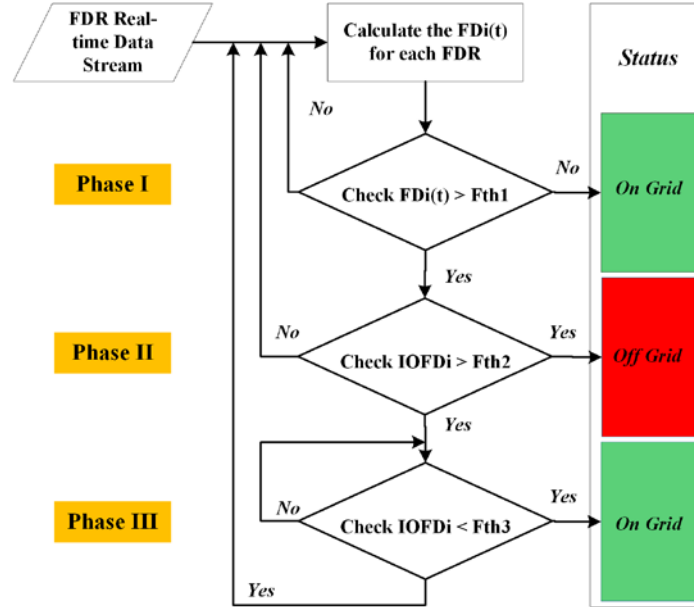 FDR Real-
time Data
Stream
Calculate the FDi(t)
for each FDR
Status
No
Phase I
Check FDi(t) > Fth1
No
On Grid
Yes
Phase II
No
Check IOFDi > Fth2
Yes
Off Grid
Yes
Phase III
No
Check IOFDi < Fth3
Yes
On Grid
Yes